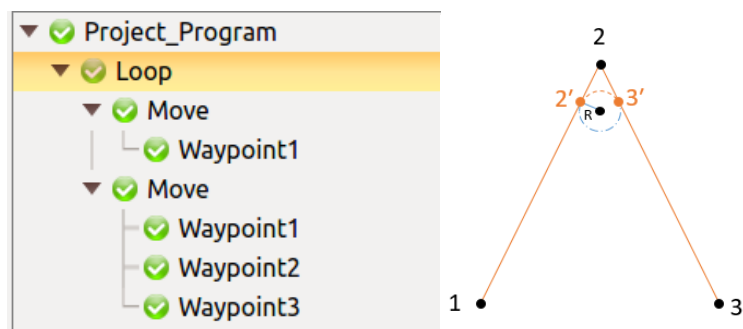 Project_Program
Loop
Move
Waypoint1
Move
Waypoint1
Waypoint2
Waypoint3
2
2′
3′
R
1
3